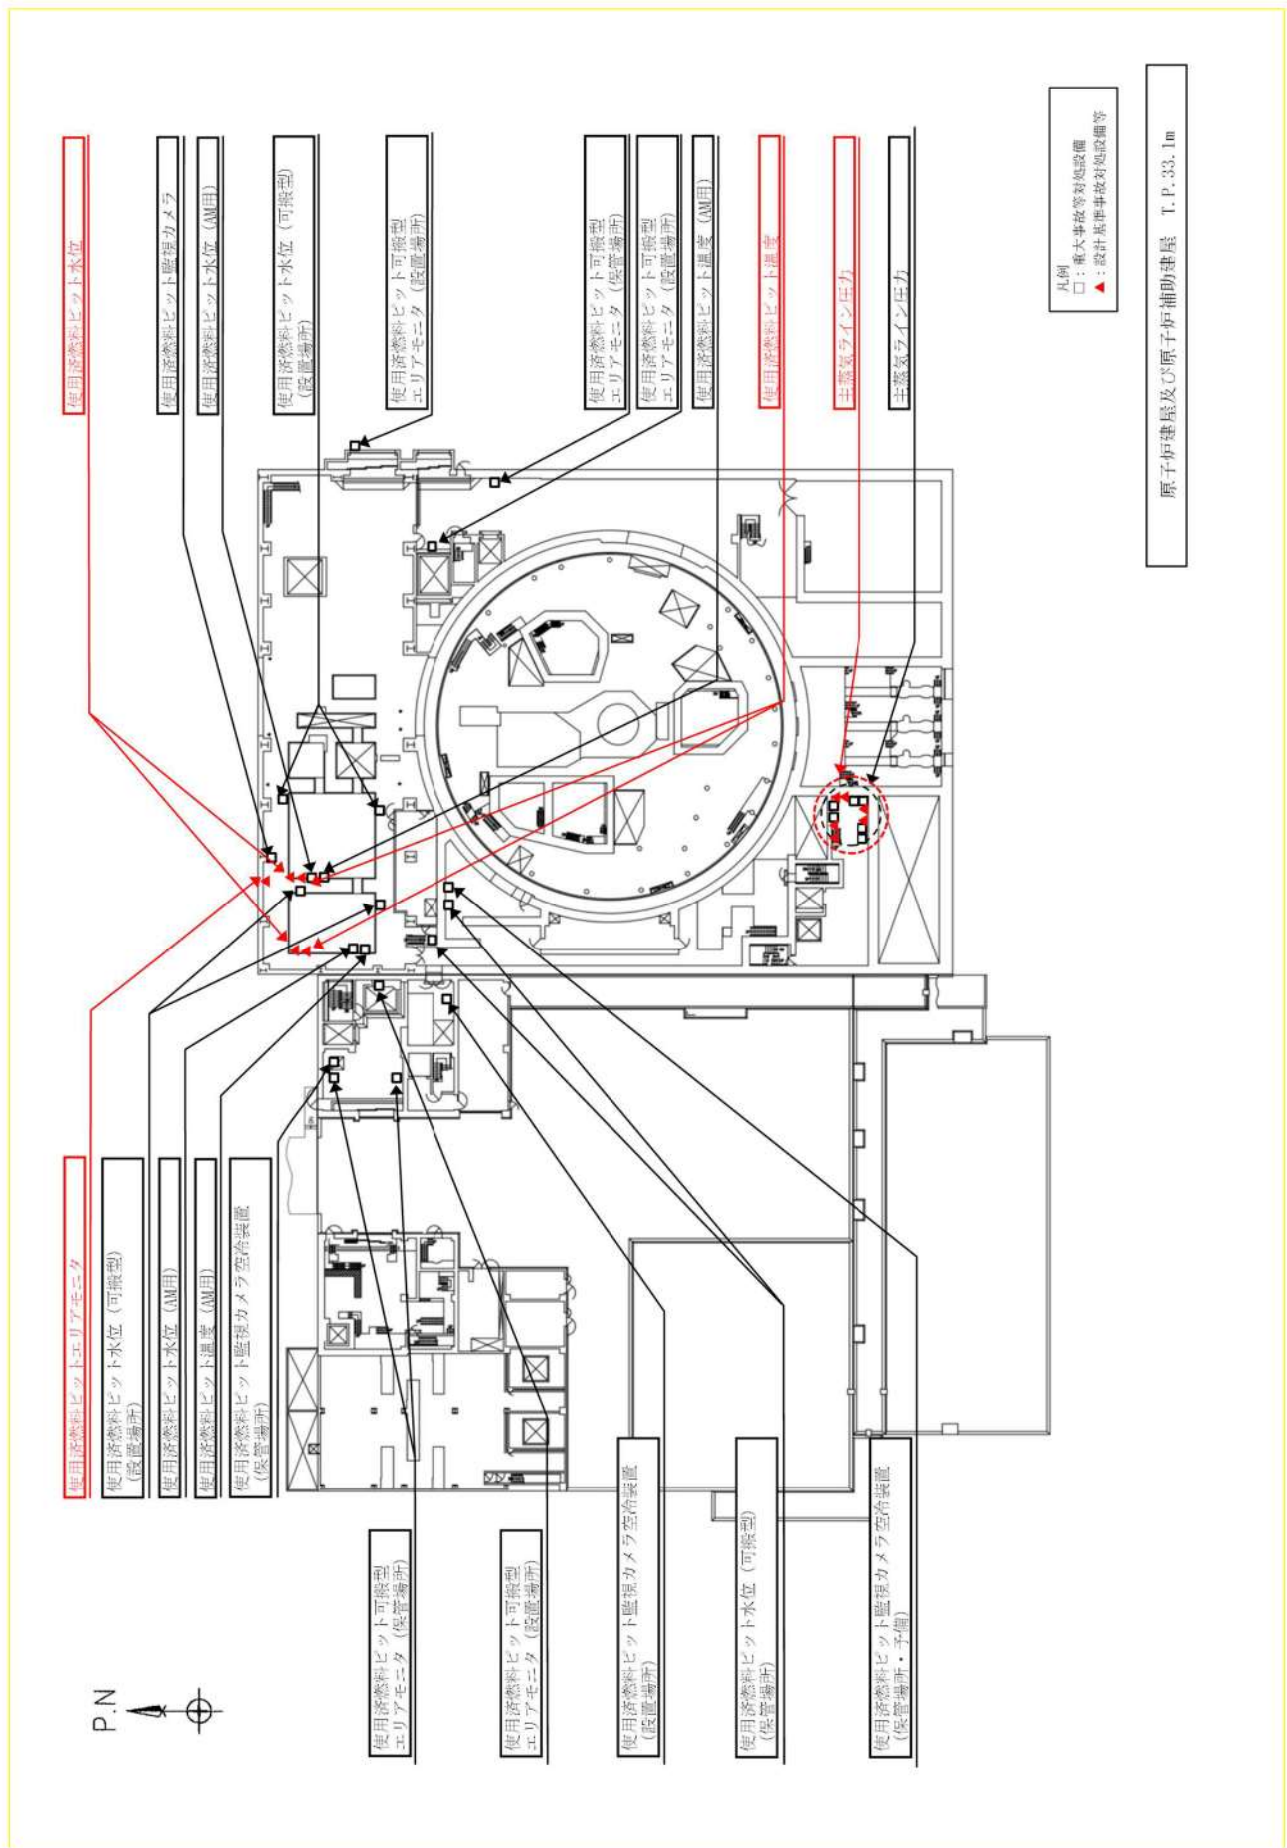 使用済燃料ピット水位
使用済燃料ピット監視カメラ
使用済燃料ピット水位（AM用）
使用済燃料ピット水位（可搬型）
（設置場所）
使用済燃料ピット可搬型
エリアモニタ（設置場所）
使用済燃料ピット可搬型
エリアモニタ（保管場所）
使用済燃料ピット可搬型
エリアモニタ（設置場所）
使用済燃料ピット温度（AM用）
使用済燃料ピット温度
主蒸気ライン圧力
主蒸気ライン圧力
凡例
□：重大事故等対処設備
▲：設計基準事故対処設備等
原子炉建屋及び原子炉補助建屋　T.P.33.1m
使用済燃料ピットエリアモニタ
使用済燃料ピット水位（可搬型）
（設置場所）
使用済燃料ピット水位（AM用）
使用済燃料ピット温度（AM用）
使用済燃料ピット監視カメラ空冷装置
（保管場所）
P.N
使用済燃料ピット可搬型
エリアモニタ（保管場所）
使用済燃料ピット可搬型
エリアモニタ（設置場所）
使用済燃料ピット監視カメラ空冷装置
（設置場所）
使用済燃料ピット水位（可搬型）
（保管場所）
使用済燃料ピット監視カメラ空冷装置
（保管場所・予備）